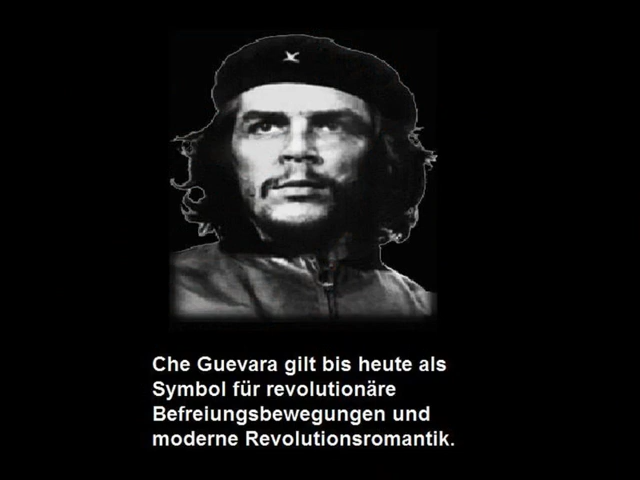 Che Guevara gilt bis heute als
Symbol für revolutionäre
Befreiungsbewegungen und
moderne Revolutionsromantik.